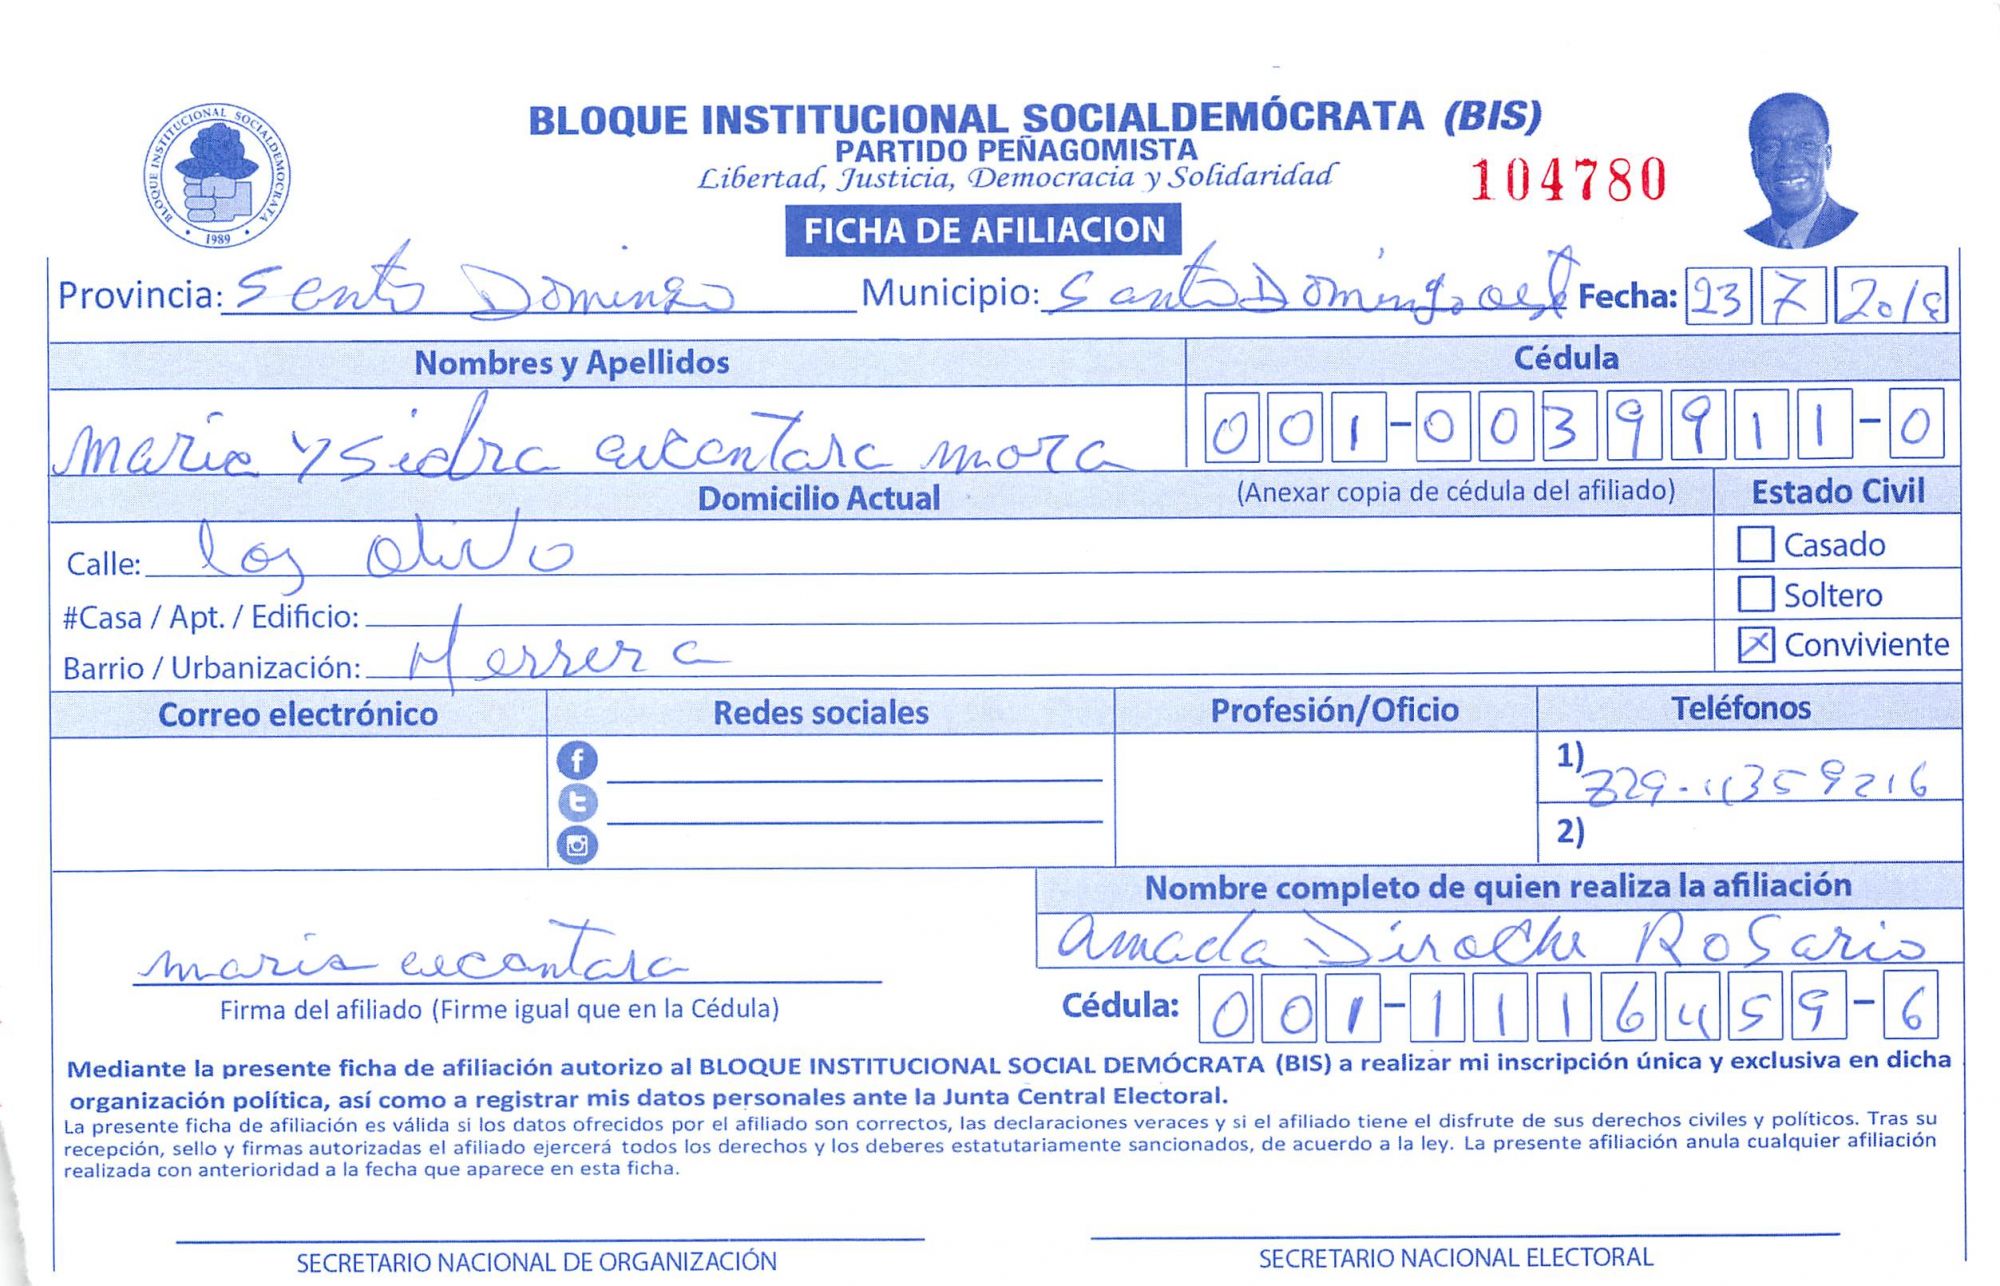 BLOQUE INSTITUCIONAL SOCIALDEMÓCRATA (BIS)
PARTIDO PEÑAGOMISTA
Libertad, Justicia, Democracia y Solidaridad
104780
BLOQUE INSTITUCIONAL SOCIALDEMOCRATA
1989
FICHA DE AFILIACION
Provincia: Santo Domingo Municipio: Santo Domingo oeste Fecha: 23 7 2018
Nombres y Apellidos Cédula
Maria Ysidra encantara mora 001-0039911-0
Domicilio Actual (Anexar copia de cédula del afiliado) Estado Civil
Calle: los olivo Casado
#Casa / Apt. / Edificio: Soltero
Barrio / Urbanización: Herrera X Conviviente
Correo electrónico Redes sociales Profesión/Oficio Teléfonos
1) 829-4359216
2)
Nombre completo de quien realiza la afiliación
maria encantara Amada Diroche Rosario
Firma del afiliado (Firme igual que en la Cédula) Cédula: 001-1116459-6
Mediante la presente ficha de afiliación autorizo al BLOQUE INSTITUCIONAL SOCIAL DEMÓCRATA (BIS) a realizar mi inscripción única y exclusiva en dicha
organización política, así como a registrar mis datos personales ante la Junta Central Electoral.
La presente ficha de afiliación es válida si los datos ofrecidos por el afiliado son correctos, las declaraciones veraces y si el afiliado tiene el disfrute de sus derechos civiles y políticos. Tras su
recepción, sello y firmas autorizadas el afiliado ejercerá todos los derechos y los deberes estatutariamente sancionados, de acuerdo a la ley. La presente afiliación anula cualquier afiliación
realizada con anterioridad a la fecha que aparece en esta ficha.
SECRETARIO NACIONAL DE ORGANIZACIÓN SECRETARIO NACIONAL ELECTORAL